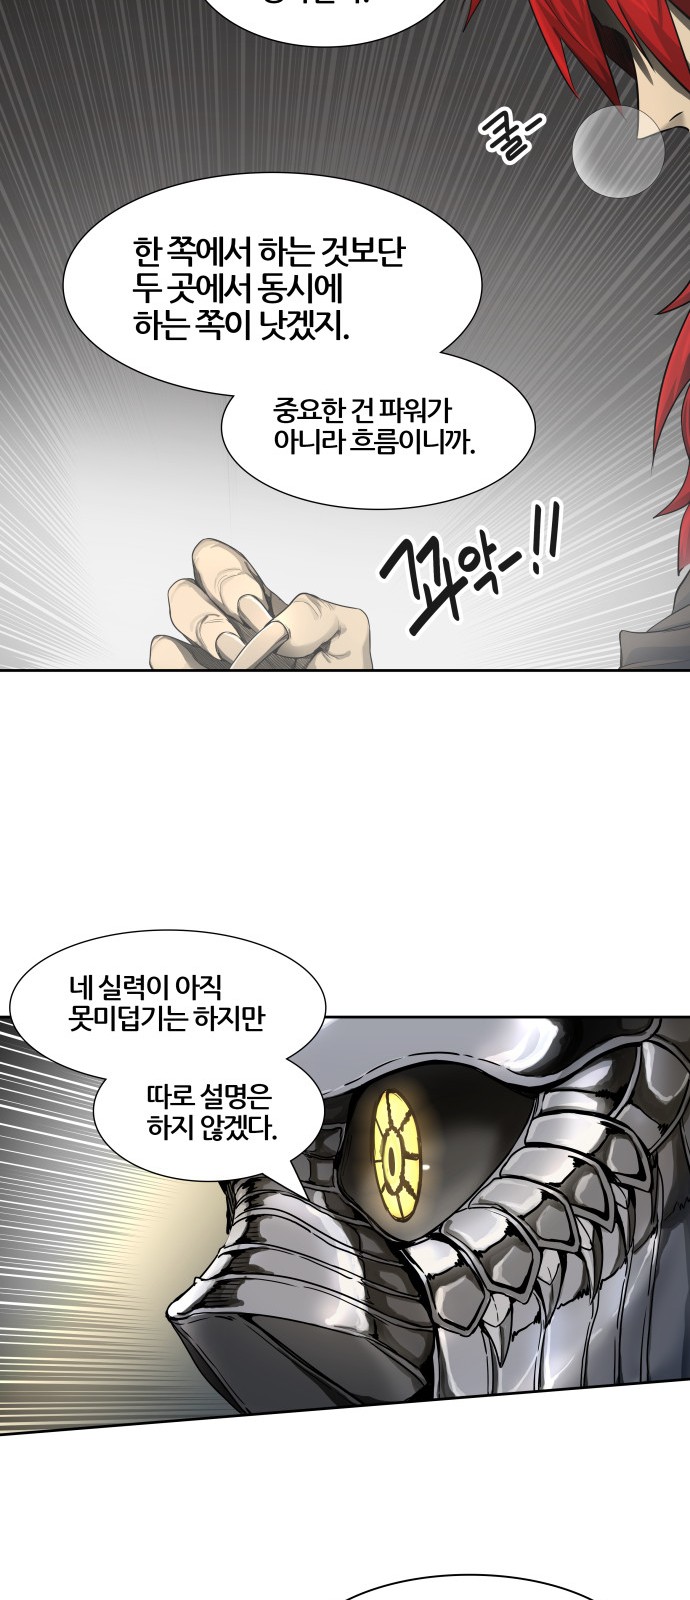 쿨-
한 쪽에서 하는 것보단
두 곳에서 동시에
하는 쪽이 낫겠지.
중요한 건 파워가
아니라 흐름이니까.
꽈악-!!
네 실력이 아직
못미덥기는 하지만
따로 설명은
하지 않겠다.